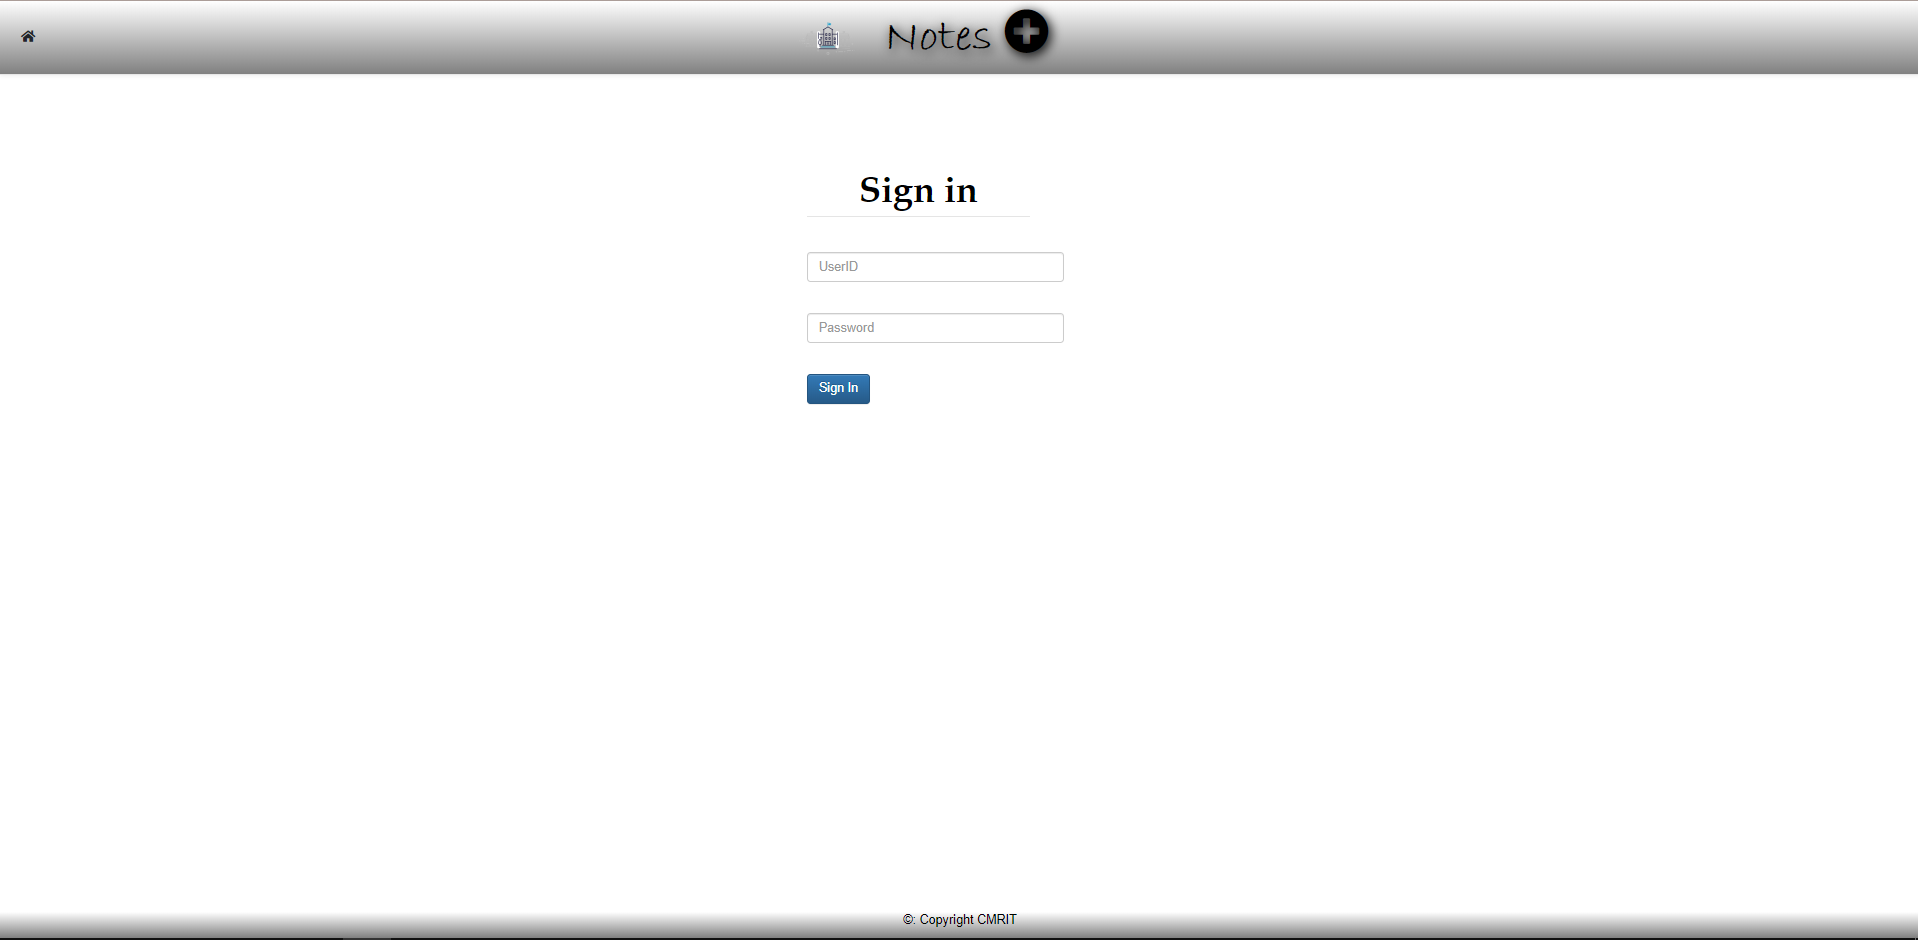 Notes
Sign in
UserID
Password
Sign In
©: Copyright CMRIT